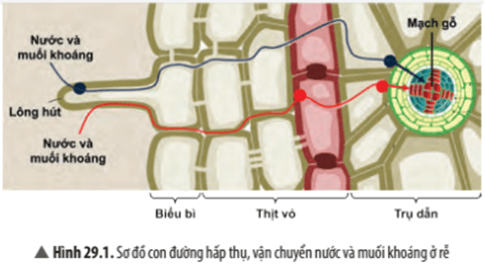 Mạch gỗ
Nước và
muối khoáng
Lông hút
Nước và
muối khoáng
Biểu bì
Thịt vỏ
Trụ dẫn
▲ Hình 29.1. Sơ đồ con đường hấp thụ, vận chuyển nước và muối khoáng ở rễ